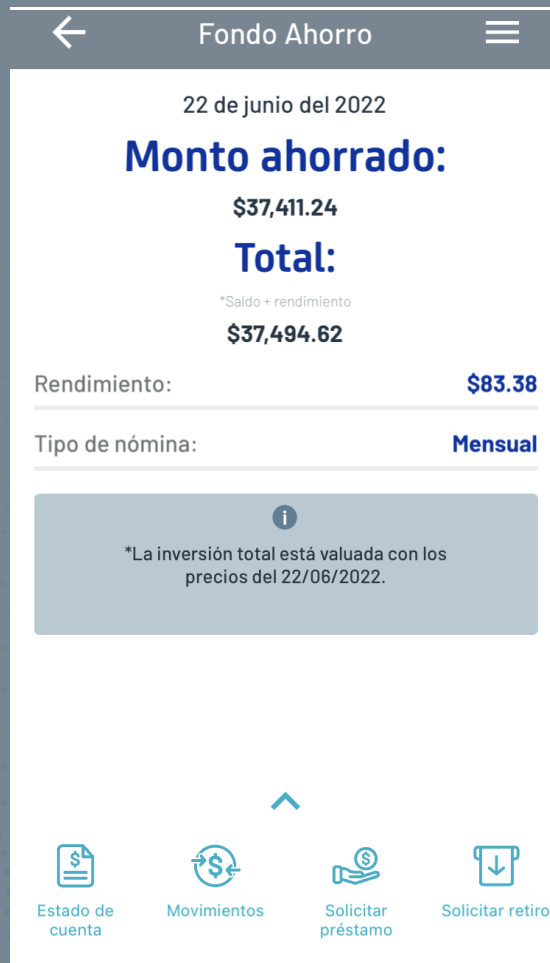 Fondo Ahorro
22 de junio del 2022
Monto ahorrado:
$37,411.24
Total:
*Saldo + rendimiento
$37,494.62
Rendimiento: $83.38
Tipo de nómina: Mensual
i
*La inversión total está valuada con los
precios del 22/06/2022.
Estado de
cuenta
Movimientos
Solicitar
préstamo
Solicitar retiro